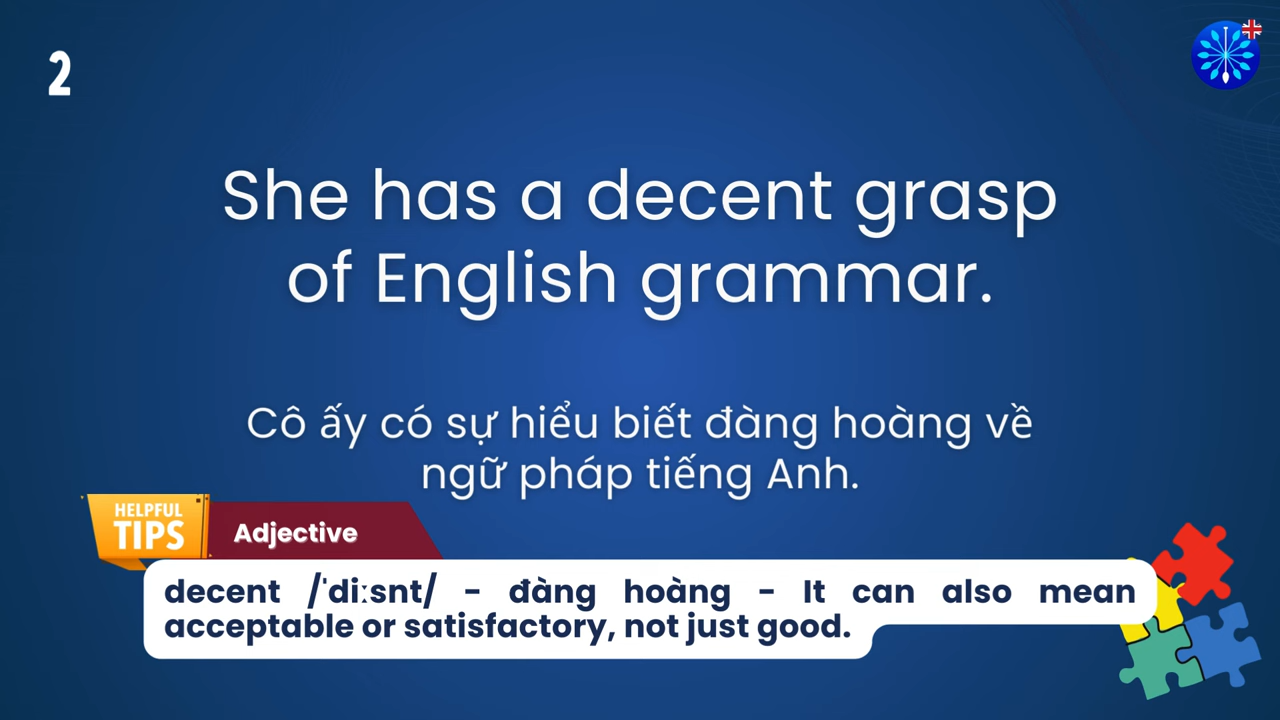 2
She has a decent grasp
of English grammar.
Cô ấy có sự hiểu biết đàng hoàng về
ngữ pháp tiếng Anh.
HELPFUL
TIPS
Adjective
decent /ˈdiːsnt/ - đàng hoàng - It can also mean
acceptable or satisfactory, not just good.